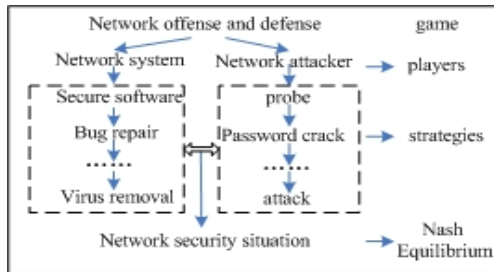 Network offense and defense game
Network system Network attacker players
Secure software probe
Bug repair Password crack strategies
...... ......
Virus removal attack
Network security situation Nash
Equilibrium